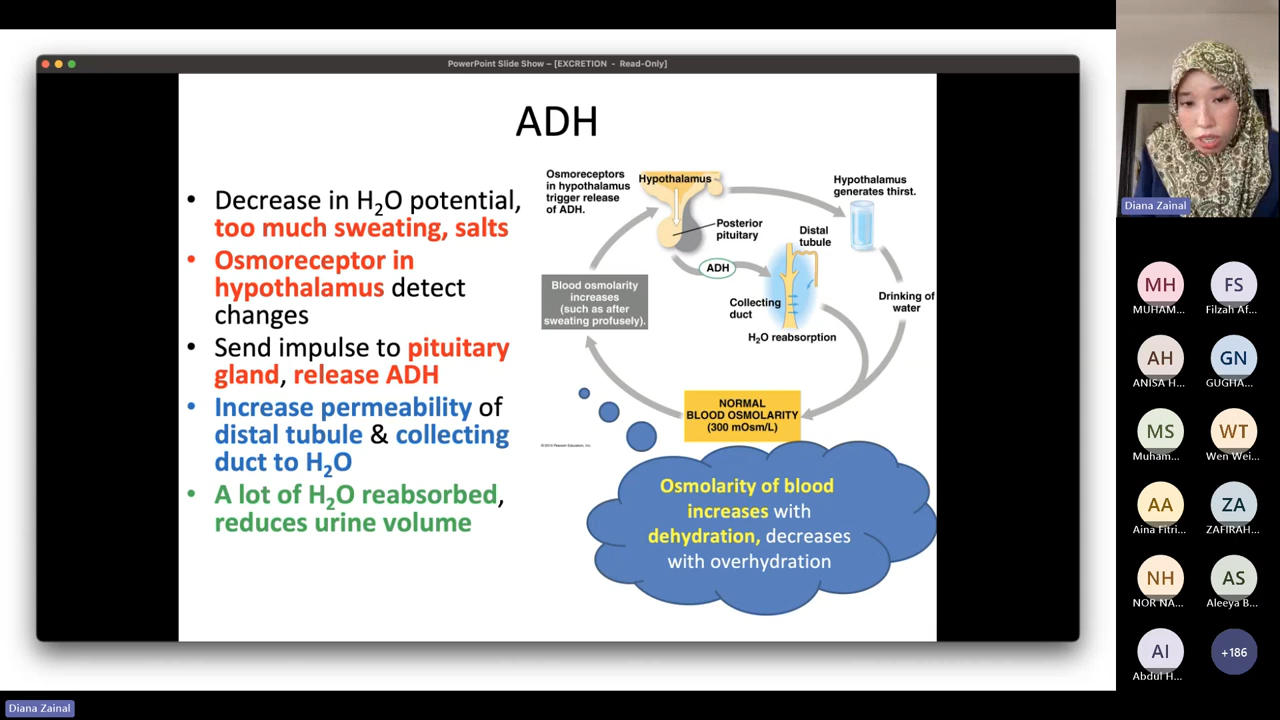 PowerPoint Slide Show – [EXCRETION - Read-Only]
ADH
• Decrease in H₂O potential,
too much sweating, salts
• Osmoreceptor in
hypothalamus detect
changes
• Send impulse to pituitary
gland, release ADH
• Increase permeability of
distal tubule & collecting
duct to H₂O
• A lot of H₂O reabsorbed,
reduces urine volume
Osmoreceptors
in hypothalamus
trigger release
of ADH.
Hypothalamus
Hypothalamus
generates thirst.
Posterior
pituitary
Distal
tubule
ADH
Blood osmolarity
increases
(such as after
sweating profusely).
Collecting
duct
Drinking of
water
H₂O reabsorption
NORMAL
BLOOD OSMOLARITY
(300 mOsm/L)
© 2010 Pearson Education, Inc.
Osmolarity of blood
increases with
dehydration, decreases
with overhydration
Diana Zainal
MH
FS
MUHAM...
Filzah Af...
AH
GN
ANISA H...
GUGHA...
MS
WT
Muham...
Wen Wei...
AA
ZA
Aina Fitri...
ZAFIRAH...
NH
AS
NOR NA...
Aleeya B...
AI
+186
Abdul H...
Diana Zainal